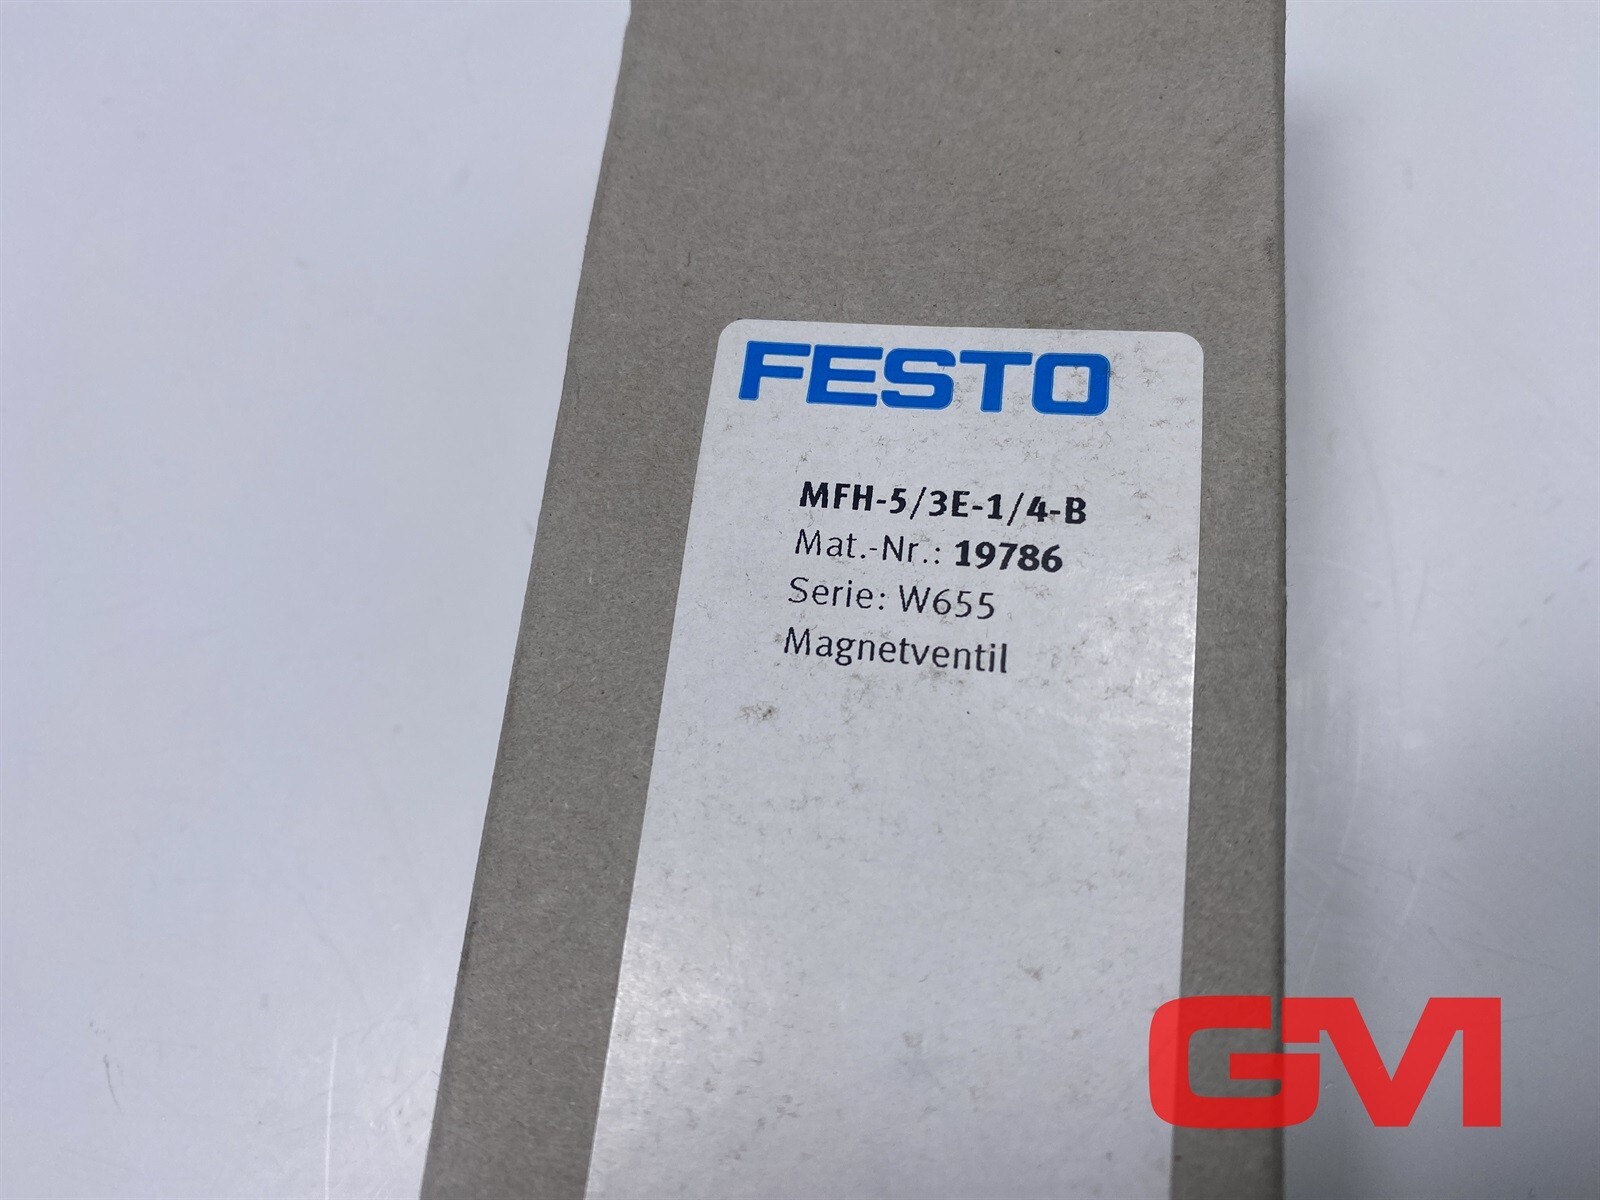 FESTO
MFH-5/3E-1/4-B
Mat.-Nr.: 19786
Serie: W655
Magnetventil
GM